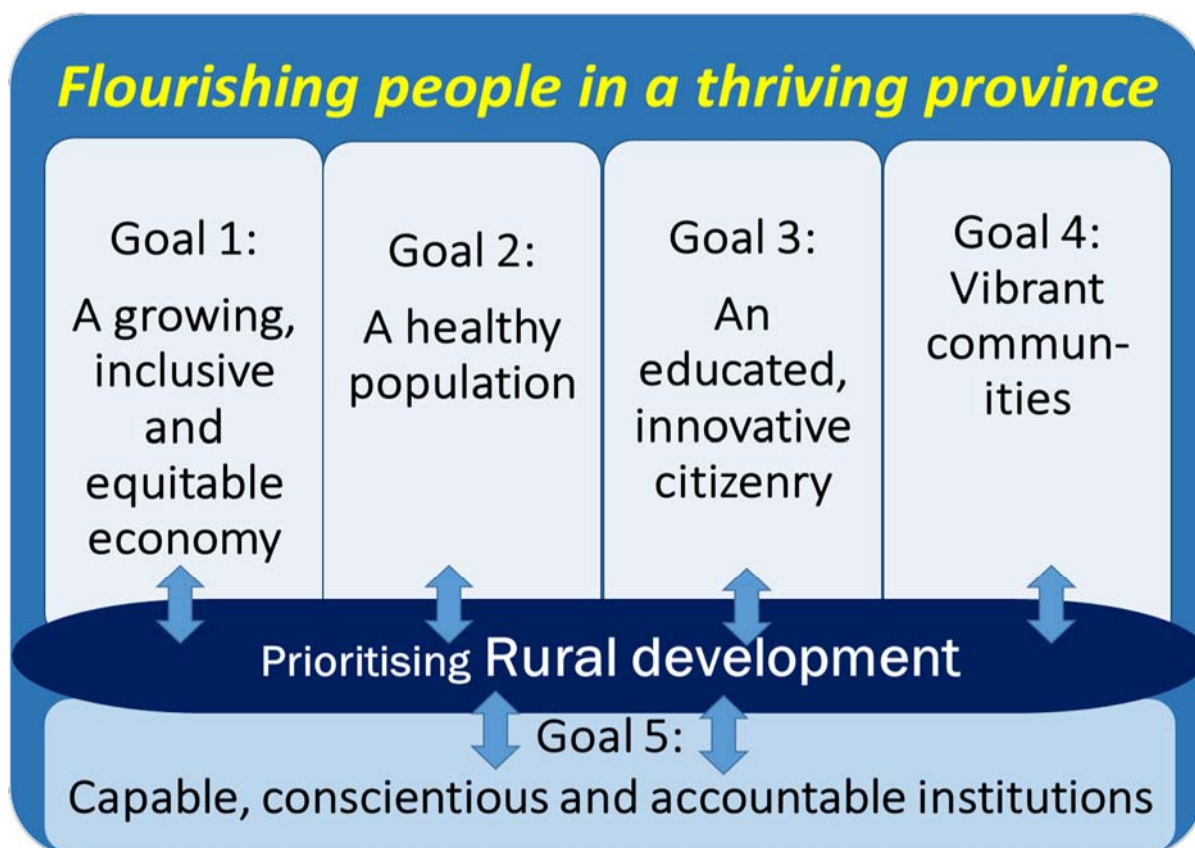 Flourishing people in a thriving province
Goal 1:
A growing,
inclusive
and
equitable
economy
Goal 2:
A healthy
population
Goal 3:
An
educated,
innovative
citizenry
Goal 4:
Vibrant
commun-
ities
Prioritising Rural development
Goal 5:
Capable, conscientious and accountable institutions